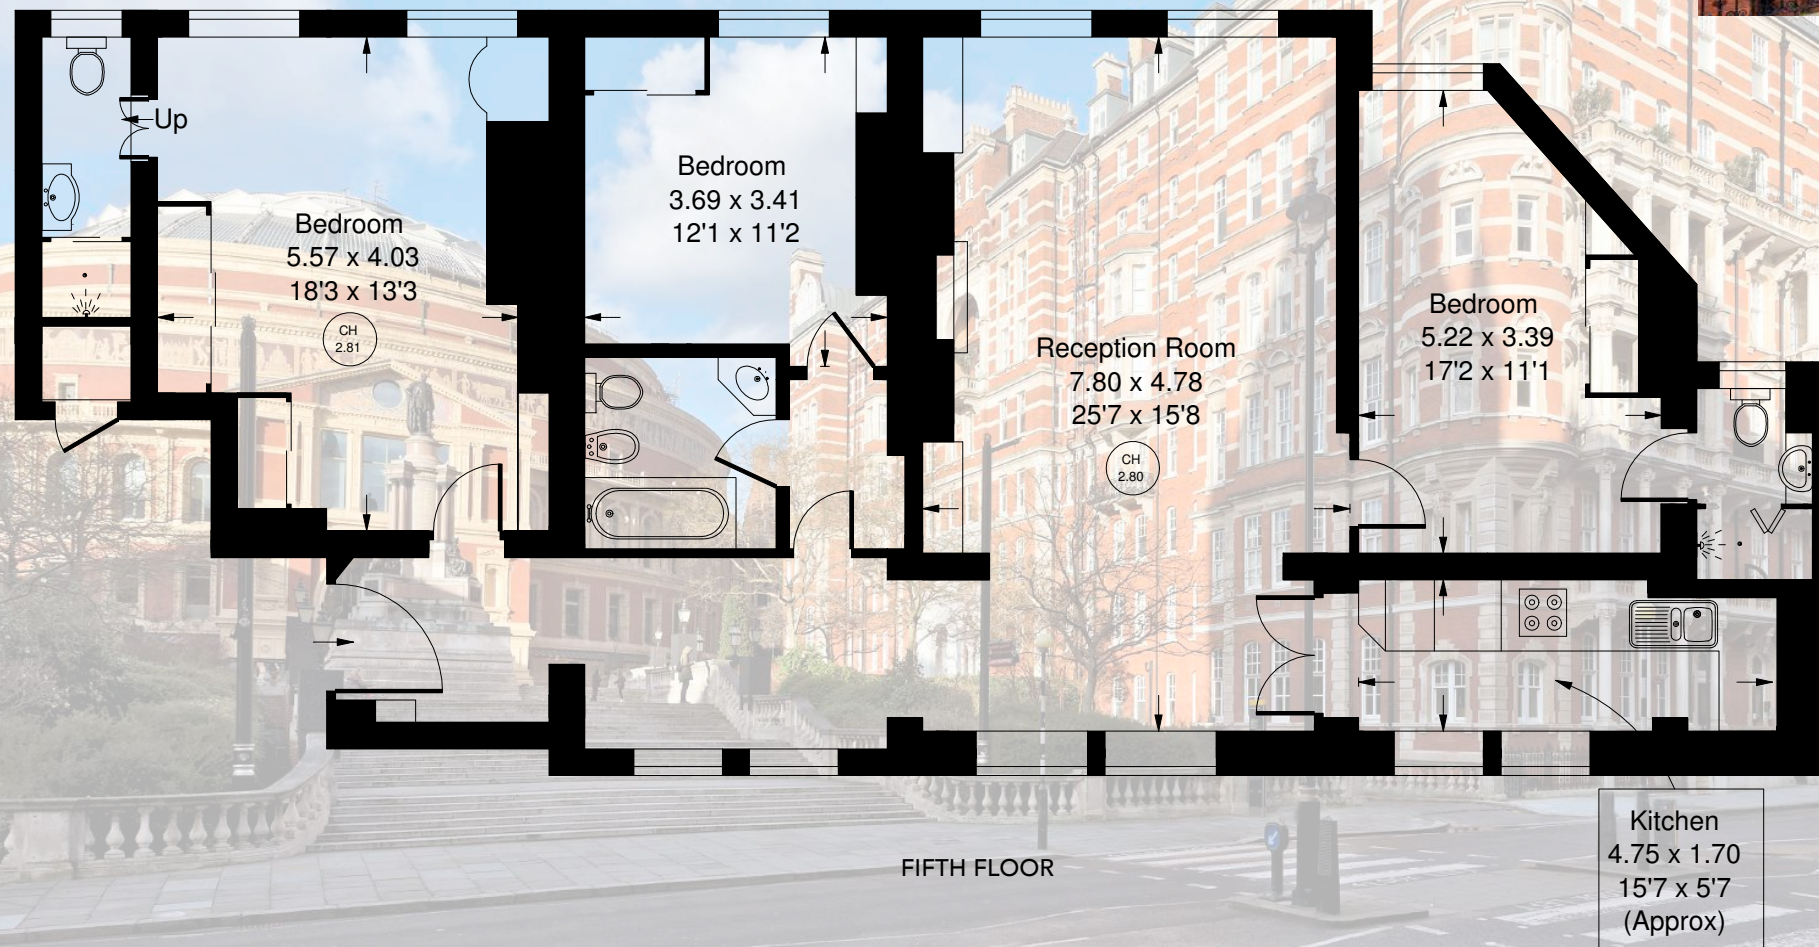 Up
Bedroom
5.57 x 4.03
18'3 x 13'3
CH
2.81
Bedroom
3.69 x 3.41
12'1 x 11'2
Reception Room
7.80 x 4.78
25'7 x 15'8
CH
2.80
Bedroom
5.22 x 3.39
17'2 x 11'1
Kitchen
4.75 x 1.70
15'7 x 5'7
(Approx)
FIFTH FLOOR